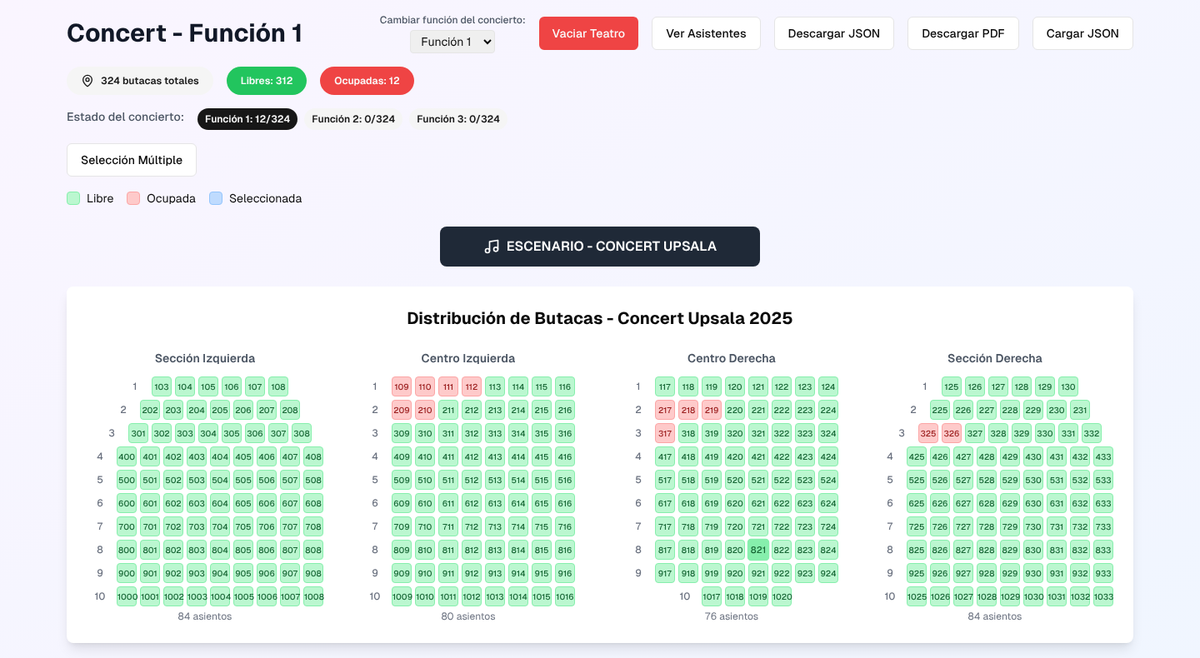 Concert - Función 1
Cambiar función del concierto:
Función 1
Vaciar Teatro
Ver Asistentes
Descargar JSON
Descargar PDF
Cargar JSON
324 butacas totales
Libres: 312
Ocupadas: 12
Estado del concierto:
Función 1: 12/324
Función 2: 0/324
Función 3: 0/324
Selección Múltiple
Libre
Ocupada
Seleccionada
ESCENARIO - CONCERT UPSALA
Distribución de Butacas - Concert Upsala 2025
Sección Izquierda
1 103 104 105 106 107 108
2 202 203 204 205 206 207 208
3 301 302 303 304 305 306 307 308
4 400 401 402 403 404 405 406 407 408
5 500 501 502 503 504 505 506 507 508
6 600 601 602 603 604 605 606 607 608
7 700 701 702 703 704 705 706 707 708
8 800 801 802 803 804 805 806 807 808
9 900 901 902 903 904 905 906 907 908
10 1000 1001 1002 1003 1004 1005 1006 1007 1008
84 asientos
Centro Izquierda
1 109 110 111 112 113 114 115 116
2 209 210 211 212 213 214 215 216
3 309 310 311 312 313 314 315 316
4 409 410 411 412 413 414 415 416
5 509 510 511 512 513 514 515 516
6 609 610 611 612 613 614 615 616
7 709 710 711 712 713 714 715 716
8 809 810 811 812 813 814 815 816
9 909 910 911 912 913 914 915 916
10 1009 1010 1011 1012 1013 1014 1015 1016
80 asientos
Centro Derecha
1 117 118 119 120 121 122 123 124
2 217 218 219 220 221 222 223 224
3 317 318 319 320 321 322 323 324
4 417 418 419 420 421 422 423 424
5 517 518 519 520 521 522 523 524
6 617 618 619 620 621 622 623 624
7 717 718 719 720 721 722 723 724
8 817 818 819 820 821 822 823 824
9 917 918 919 920 921 922 923 924
10 1017 1018 1019 1020
76 asientos
Sección Derecha
1 125 126 127 128 129 130
2 225 226 227 228 229 230 231
3 325 326 327 328 329 330 331 332
4 425 426 427 428 429 430 431 432 433
5 525 526 527 528 529 530 531 532 533
6 625 626 627 628 629 630 631 632 633
7 725 726 727 728 729 730 731 732 733
8 825 826 827 828 829 830 831 832 833
9 925 926 927 928 929 930 931 932 933
10 1025 1026 1027 1028 1029 1030 1031 1032 1033
84 asientos